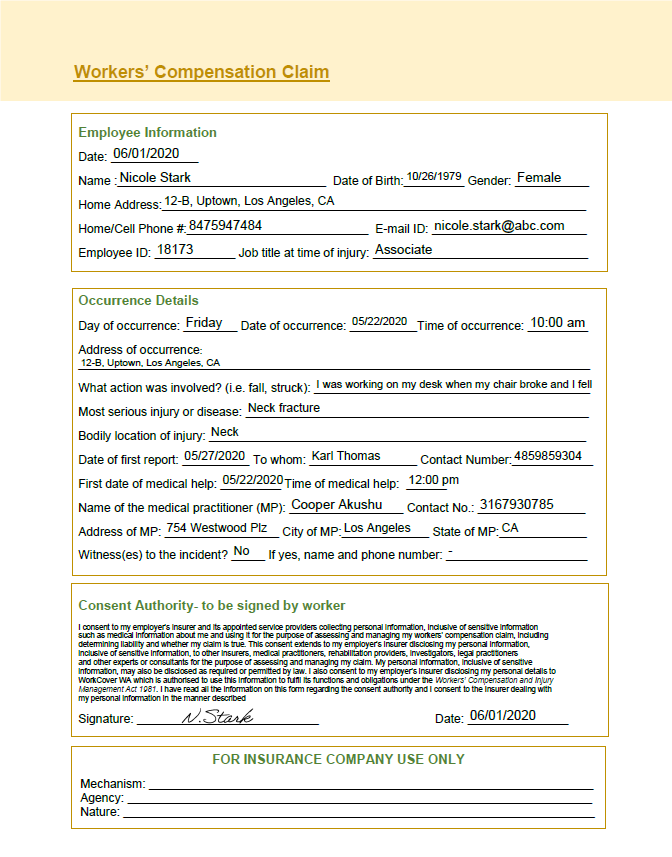 Workers' Compensation Claim
Employee Information
Date: 06/01/2020
Name : Nicole Stark Date of Birth: 10/26/1979 Gender: Female
Home Address: 12-B, Uptown, Los Angeles, CA
Home/Cell Phone #: 8475947484 E-mail ID: nicole.stark@abc.com
Employee ID: 18173 Job title at time of injury: Associate
Occurrence Details
Day of occurrence: Friday Date of occurrence: 05/22/2020 Time of occurrence: 10:00 am
Address of occurrence:
12-B, Uptown, Los Angeles, CA
What action was involved? (i.e. fall, struck): I was working on my desk when my chair broke and I fell
Most serious injury or disease: Neck fracture
Bodily location of injury: Neck
Date of first report: 05/27/2020 To whom: Karl Thomas Contact Number: 4859859304
First date of medical help: 05/22/2020 Time of medical help: 12:00 pm
Name of the medical practitioner (MP): Cooper Akushu Contact No.: 3167930785
Address of MP: 754 Westwood Plz City of MP: Los Angeles State of MP: CA
Witness(es) to the incident? No If yes, name and phone number: -
Consent Authority- to be signed by worker
I consent to my employer's insurer and its appointed service providers collecting personal information, inclusive of sensitive information
such as medical information about me and using it for the purpose of assessing and managing my workers' compensation claim, including
determining liability and whether my claim is true. This consent extends to my employer's insurer disclosing my personal information,
inclusive of sensitive information, to other insurers, medical practitioners, rehabilitation providers, investigators, legal practitioners
and other experts or consultants for the purpose of assessing and managing my claim. My personal information, inclusive of sensitive
information, may also be disclosed as required or permitted by law. I also consent to my employer's insurer disclosing my personal details to
WorkCover WA which is authorised to use this information to fulfil its functions and obligations under the Workers' Compensation and Injury
Management Act 1981. I have read all the information on this form regarding the consent authority and I consent to the insurer dealing with
my personal information in the manner described
Signature: N.Stark Date: 06/01/2020
FOR INSURANCE COMPANY USE ONLY
Mechanism:
Agency:
Nature: